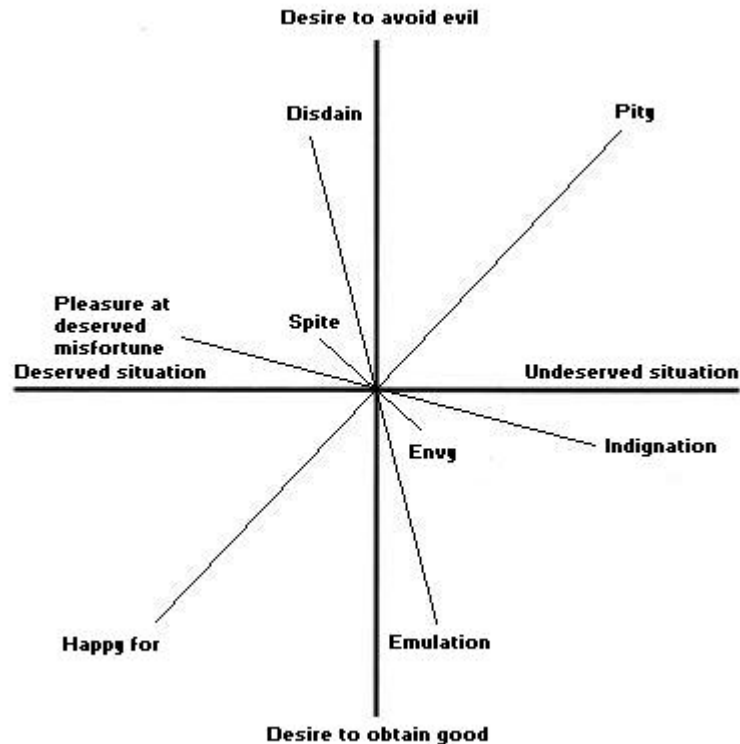 Desire to avoid evil
Disdain
Pity
Pleasure at
deserved
misfortune
Spite
Deserved situation
Undeserved situation
Envy
Indignation
Happy for
Emulation
Desire to obtain good